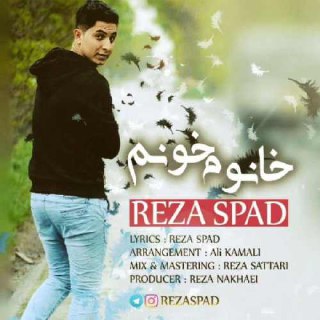 خانوم خونم
REZA SPAD
LYRICS : REZA SPAD
ARRANGEMENT : Ali KAMALI
MIX & MASTERING : REZA SATTARI
PRODUCER : REZA NAKHAEI
REZASPAD